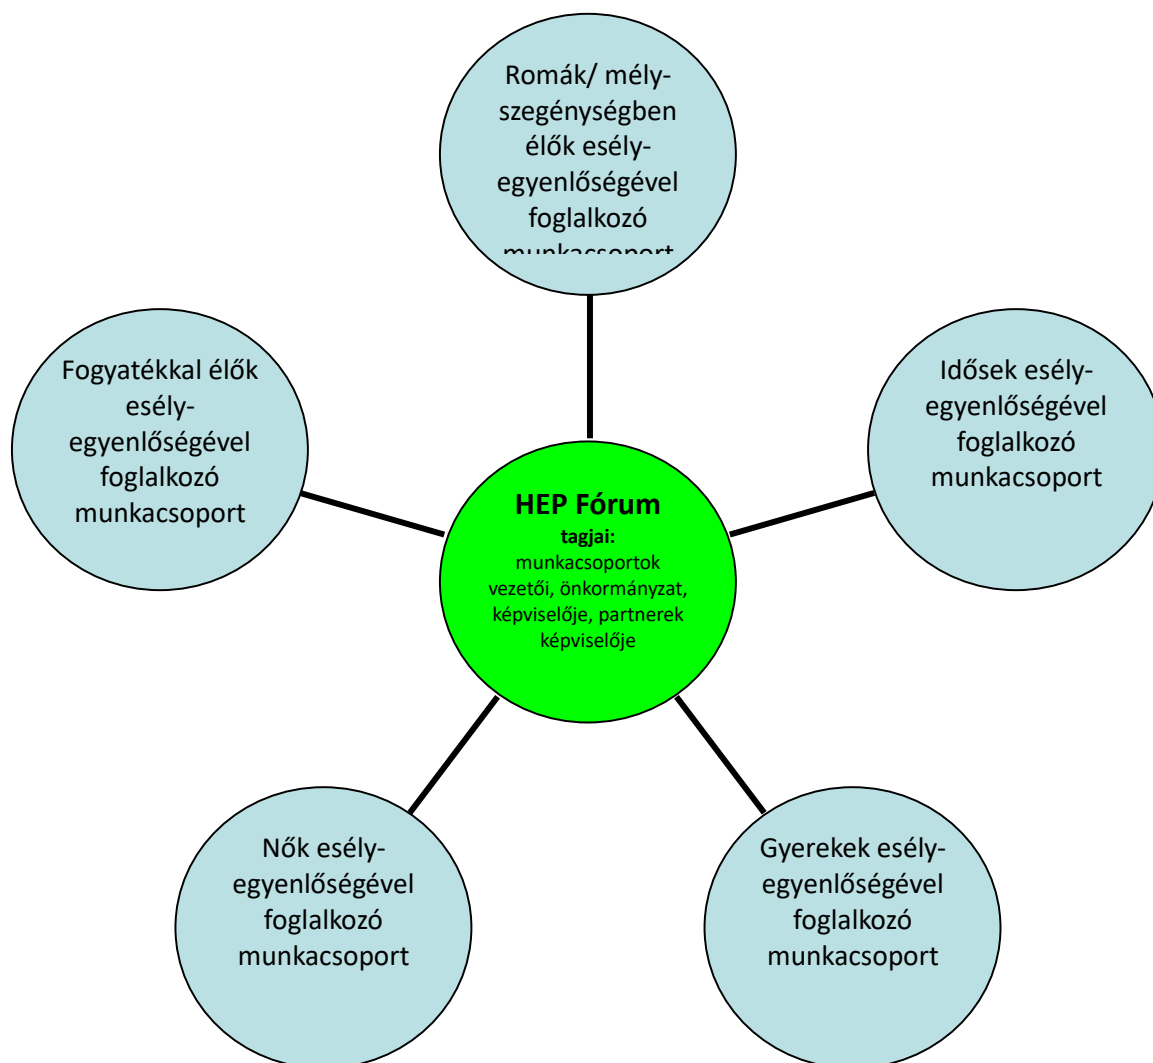 Romák/ mély-
szegénységben
élők esély-
egyenlőségével
foglalkozó
munkacsoport
Fogyatékkal élők
esély-
egyenlőségével
foglalkozó
munkacsoport
Idősek esély-
egyenlőségével
foglalkozó
munkacsoport
HEP Fórum
tagjai:
munkacsoportok
vezetői, önkormányzat,
képviselője, partnerek
képviselője
Nők esély-
egyenlőségével
foglalkozó
munkacsoport
Gyerekek esély-
egyenlőségével
foglalkozó
munkacsoport